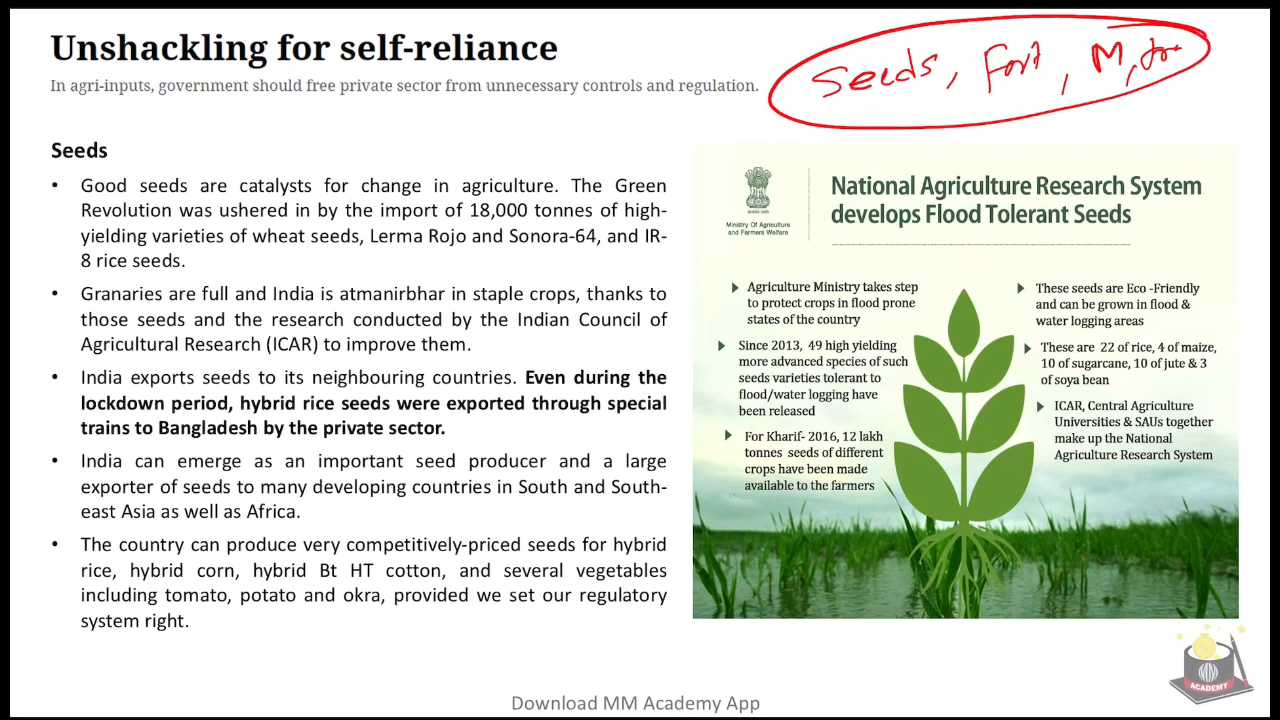 Unshackling for self-reliance
In agri-inputs, government should free private sector from unnecessary controls and regulation.
Seeds, Fert, M,
Seeds
• Good seeds are catalysts for change in agriculture. The Green
Revolution was ushered in by the import of 18,000 tonnes of high-
yielding varieties of wheat seeds, Lerma Rojo and Sonora-64, and IR-
8 rice seeds.
• Granaries are full and India is atmanirbhar in staple crops, thanks to
those seeds and the research conducted by the Indian Council of
Agricultural Research (ICAR) to improve them.
• India exports seeds to its neighbouring countries. Even during the
lockdown period, hybrid rice seeds were exported through special
trains to Bangladesh by the private sector.
• India can emerge as an important seed producer and a large
exporter of seeds to many developing countries in South and South-
east Asia as well as Africa.
• The country can produce very competitively-priced seeds for hybrid
rice, hybrid corn, hybrid Bt HT cotton, and several vegetables
including tomato, potato and okra, provided we set our regulatory
system right.
Ministry Of Agriculture
and Farmers Welfare
National Agriculture Research System
develops Flood Tolerant Seeds
Agriculture Ministry takes step
to protect crops in flood prone
states of the country
Since 2013, 49 high yielding
more advanced species of such
seeds varieties tolerant to
flood/water logging have
been released
For Kharif- 2016, 12 lakh
tonnes seeds of different
crops have been made
available to the farmers
These seeds are Eco -Friendly
and can be grown in flood &
water logging areas
These are 22 of rice, 4 of maize,
10 of sugarcane, 10 of jute & 3
of soya bean
ICAR, Central Agriculture
Universities & SAUs together
make up the National
Agriculture Research System
ACADEMY
Download MM Academy App